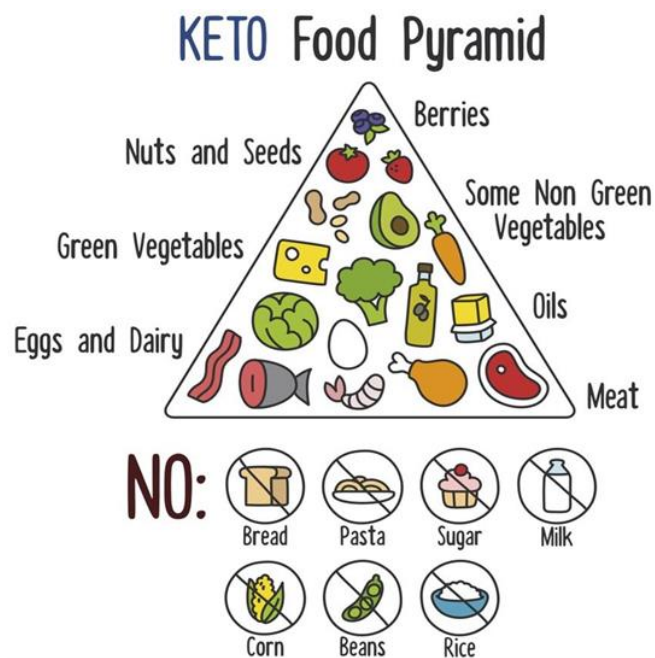 KETO Food Pyramid
Berries
Nuts and Seeds
Some Non Green
Vegetables
Green Vegetables
Oils
Eggs and Dairy
Meat
NO:
Bread
Pasta
Sugar
Milk
Corn
Beans
Rice